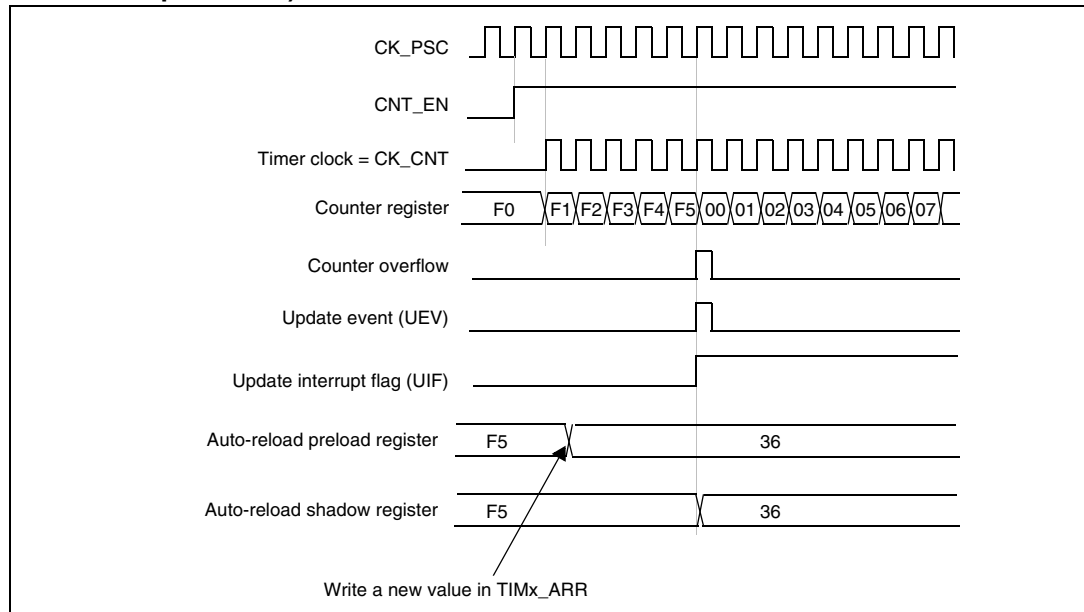 CK_PSC
CNT_EN
Timer clock = CK_CNT
Counter register F0 F1 F2 F3 F4 F5 00 01 02 03 04 05 06 07
Counter overflow
Update event (UEV)
Update interrupt flag (UIF)
Auto-reload preload register F5 36
Auto-reload shadow register F5 36
Write a new value in TIMx_ARR